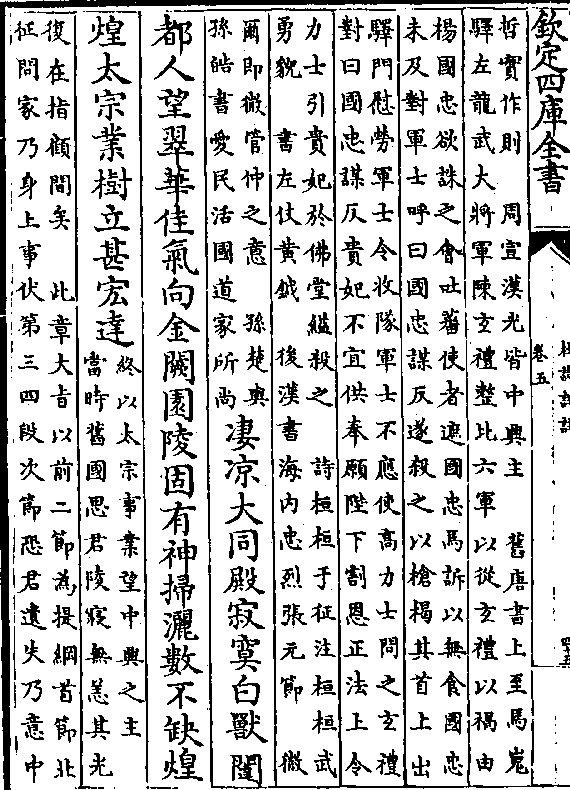 欽定四庫全書
卷五
哲實作則　周宣漢光皆中興主　舊唐書上至馬嵬
驛左龍武大將軍陳玄禮整比六軍以從玄禮以禍由
楊國忠欲誅之會吐蕃使者遮國忠馬訴以無食國忠
未及對軍士呼曰國忠謀反遂殺之以槍揭其首上出
驛門慰勞軍士令收隊軍士不應使高力士問之玄禮
對曰國忠謀反貴妃不宜供奉願陛下割恩正法上令
力士引貴妃於佛堂縊殺之　詩桓桓于征注桓桓武
勇貌　書左仗黃鉞　後漢書海内忠烈張元節　微
爾即微管仲之意　孫楚與
孫皓書愛民活國道家所尚
凄凉大同殿寂寞白獸闥
都人望翠華佳氣向金闕園陵固有神掃灑數不缺煌
煌太宗業樹立甚宏達
終以太宗事業望中興之主
當時舊國思君陵寢無恙其光
復在指顧間矣　此章大旨以前二節為提綱首節北
征問家乃身上事伏第三四段次節恐君遺失乃意中